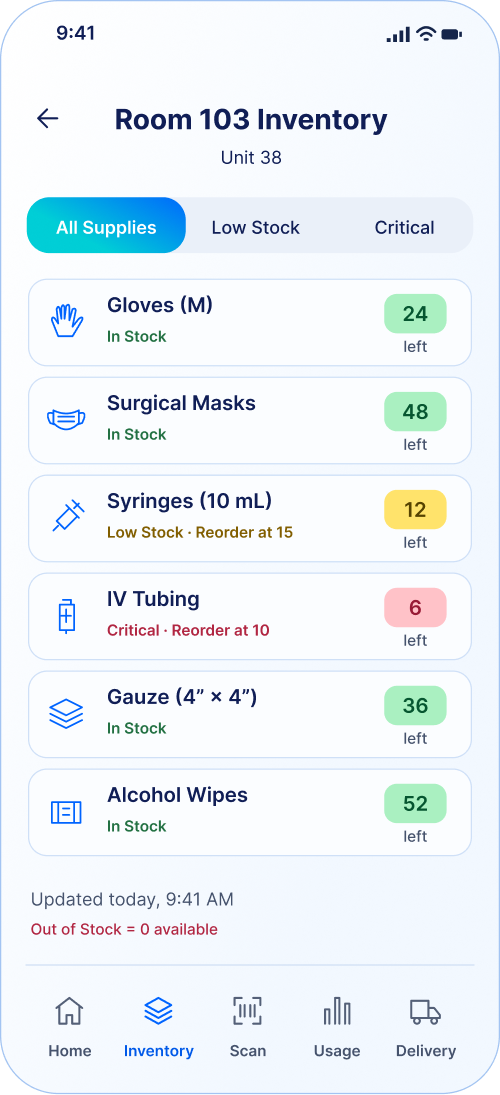 9:41
Room 103 Inventory
Unit 38
All Supplies Low Stock Critical
Gloves (M)
In Stock
24
left
Surgical Masks
In Stock
48
left
Syringes (10 mL)
Low Stock · Reorder at 15
12
left
IV Tubing
Critical · Reorder at 10
6
left
Gauze (4” × 4”)
In Stock
36
left
Alcohol Wipes
In Stock
52
left
Updated today, 9:41 AM
Out of Stock = 0 available
Home Inventory Scan Usage Delivery